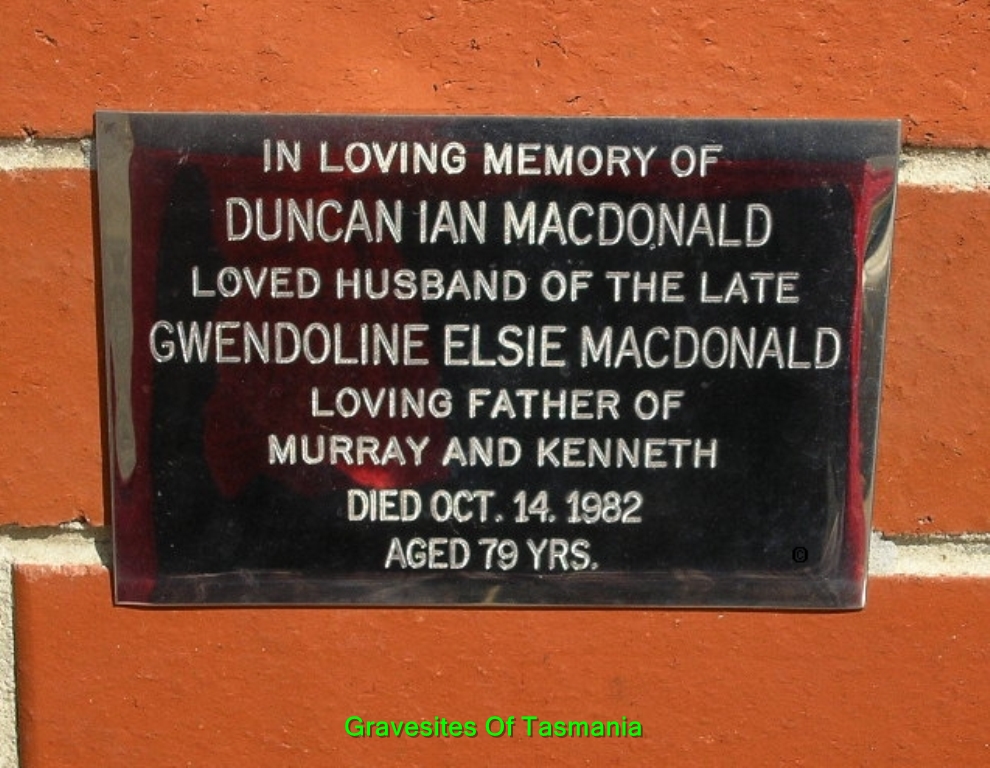 IN LOVING MEMORY OF
DUNCAN IAN MACDONALD
LOVED HUSBAND OF THE LATE
GWENDOLINE ELSIE MACDONALD
LOVING FATHER OF
MURRAY AND KENNETH
DIED OCT. 14. 1982
AGED 79 YRS.
©
Gravesites Of Tasmania